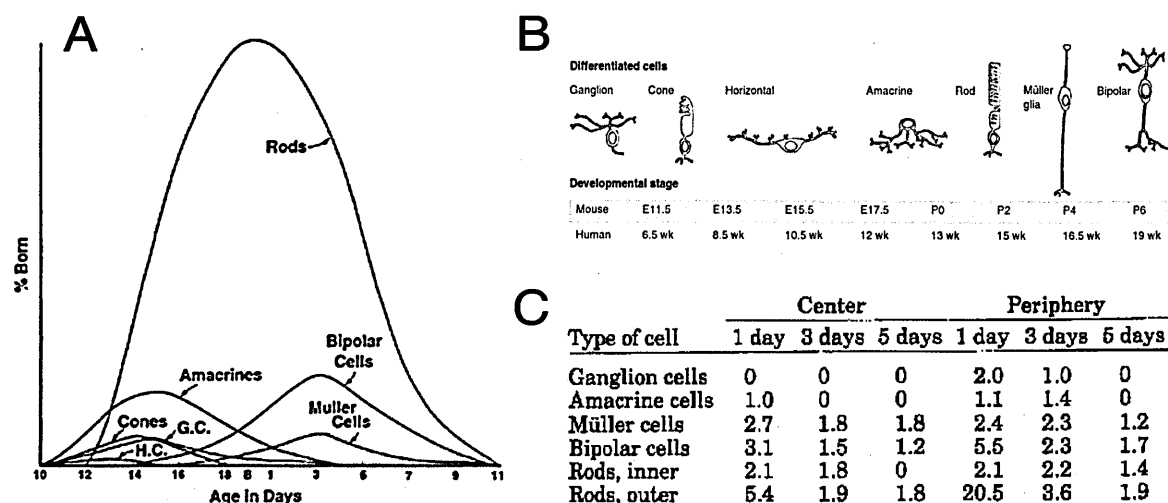 A
% Born
Rods
Amacrines
Bipolar
Cells
Muller
Cells
Cones
G.C.
H.C.
10 12 14 16 18 B 1 3 5 7 9 11
Age in Days
B
Differentiated cells
Ganglion Cone Horizontal Amacrine Rod Müller Bipolar
glia
Developmental stage
Mouse E11.5 E13.5 E15.5 E17.5 P0 P2 P4 P6
Human 6.5 wk 8.5 wk 10.5 wk 12 wk 13 wk 15 wk 16.5 wk 19 wk
C
Center Periphery
Type of cell 1 day 3 days 5 days 1 day 3 days 5 days
Ganglion cells 0 0 0 2.0 1.0 0
Amacrine cells 1.0 0 0 1.1 1.4 0
Müller cells 2.7 1.8 1.8 2.4 2.3 1.2
Bipolar cells 3.1 1.5 1.2 5.5 2.3 1.7
Rods, inner 2.1 1.8 0 2.1 2.2 1.4
Rods, outer 5.4 1.9 1.8 20.5 3.6 1.9